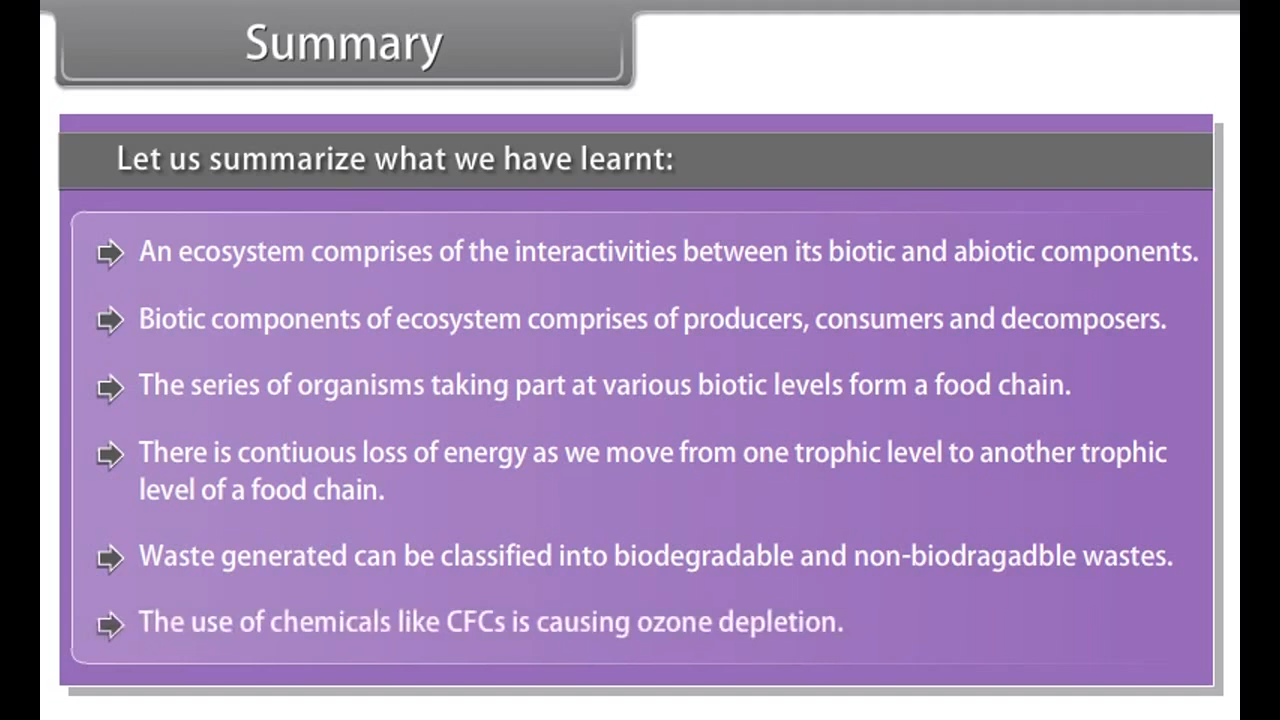 Summary
Let us summarize what we have learnt:
An ecosystem comprises of the interactivities between its biotic and abiotic components.
Biotic components of ecosystem comprises of producers, consumers and decomposers.
The series of organisms taking part at various biotic levels form a food chain.
There is contiuous loss of energy as we move from one trophic level to another trophic
level of a food chain.
Waste generated can be classified into biodegradable and non-biodragadble wastes.
The use of chemicals like CFCs is causing ozone depletion.